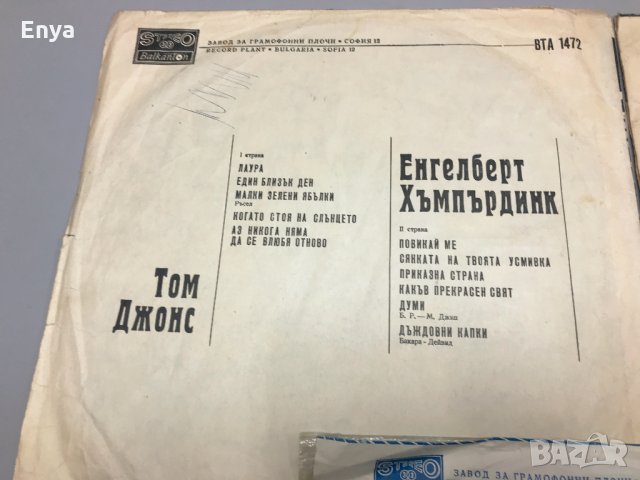 Enya
STEREO
Balkanton
ЗАВОД ЗА ГРАМОФОННИ ПЛОЧИ • СОФИЯ 12
RECORD PLANT • BULGARIA • SOFIA 12
ВТА 1472
I страна
ЛАУРА
ЕДИН БЛИЗЪК ДЕН
МАЛКИ ЗЕЛЕНИ ЯБЪЛКИ
Ръсел
КОГАТО СТОЯ НА СЛЪНЦЕТО
АЗ НИКОГА НЯМА
ДА СЕ ВЛЮБЯ ОТНОВО
Том
Джонс
Енгелберт
Хъмпърдинк
II страна
ПОВИКАЙ МЕ
СЯНКАТА НА ТВОЯТА УСМИВКА
ПРИКАЗНА СТРАНА
КАКЪВ ПРЕКРАСЕН СВЯТ
ДУМИ
Б. Р.—М. Джип
ДЪЖДОВНИ КАПКИ
Бакара - Дейвид
STEREO
ЗАВОД ЗА ГРАМОФОННИ ПЛОЧИ
BAZAR